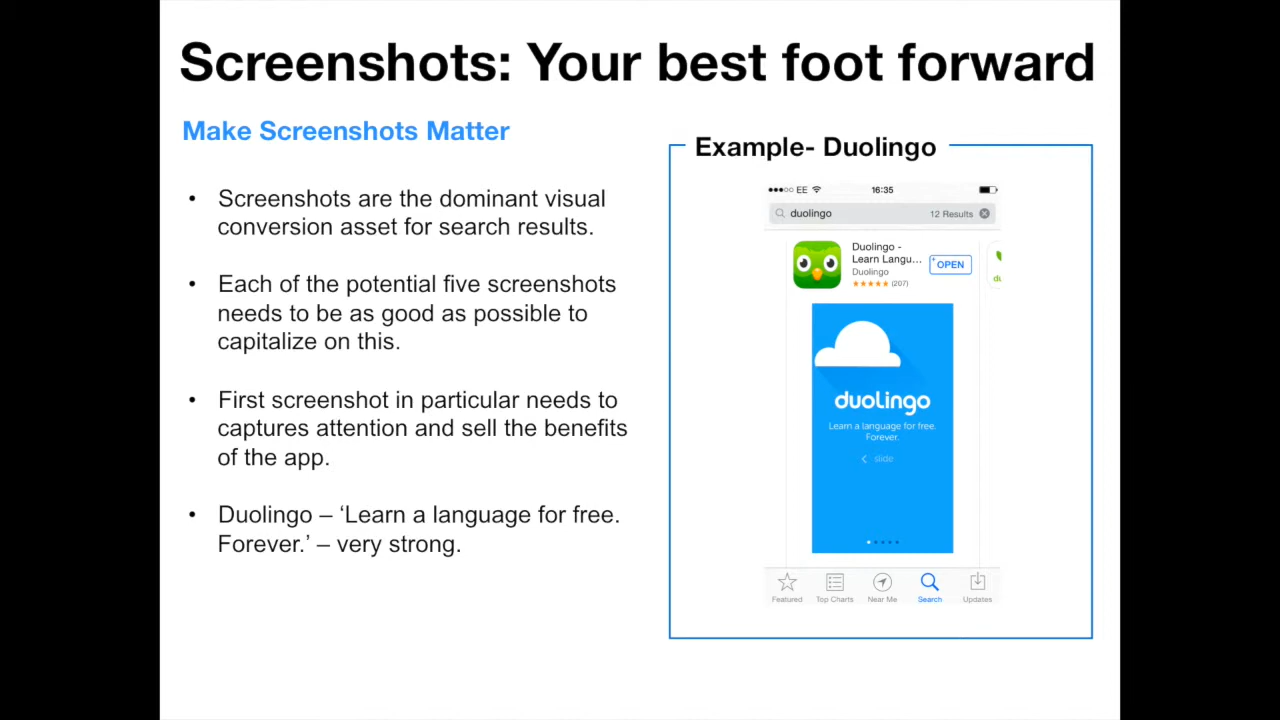 Screenshots: Your best foot forward
Make Screenshots Matter
• Screenshots are the dominant visual
conversion asset for search results.
• Each of the potential five screenshots
needs to be as good as possible to
capitalize on this.
• First screenshot in particular needs to
captures attention and sell the benefits
of the app.
• Duolingo – ‘Learn a language for free.
Forever.’ – very strong.
Example- Duolingo
EE 16:35
duolingo 12 Results
Duolingo -
Learn Langu...
Duolingo
(207)
OPEN
du
duolingo
Learn a language for free.
Forever.
slide
Featured Top Charts Near Me Search Updates